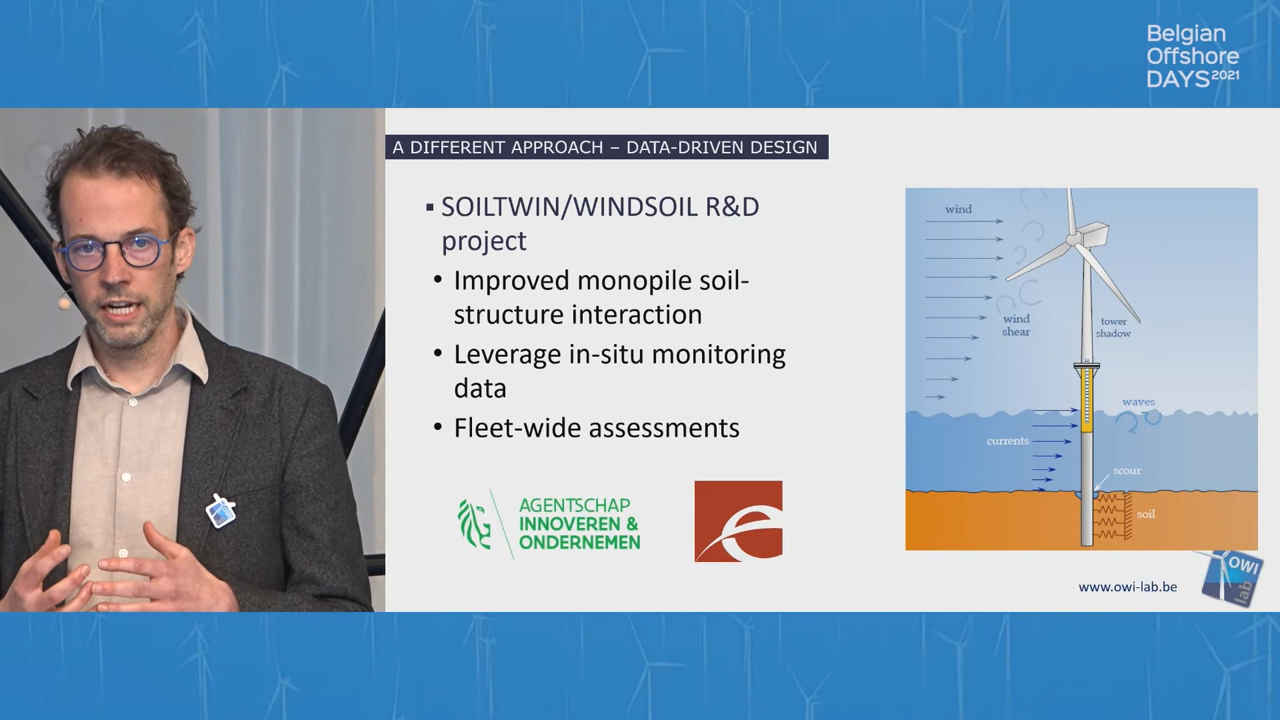 Belgian
Offshore
DAYS 2021
A DIFFERENT APPROACH – DATA-DRIVEN DESIGN
▪ SOILTWIN/WINDSOIL R&D
project
• Improved monopile soil-
structure interaction
• Leverage in-situ monitoring
data
• Fleet-wide assessments
AGENTSCHAP
INNOVEREN &
ONDERNEMEN
wind
wind
shear
tower
shadow
waves
currents
scour
soil
www.owi-lab.be
OWI
lab